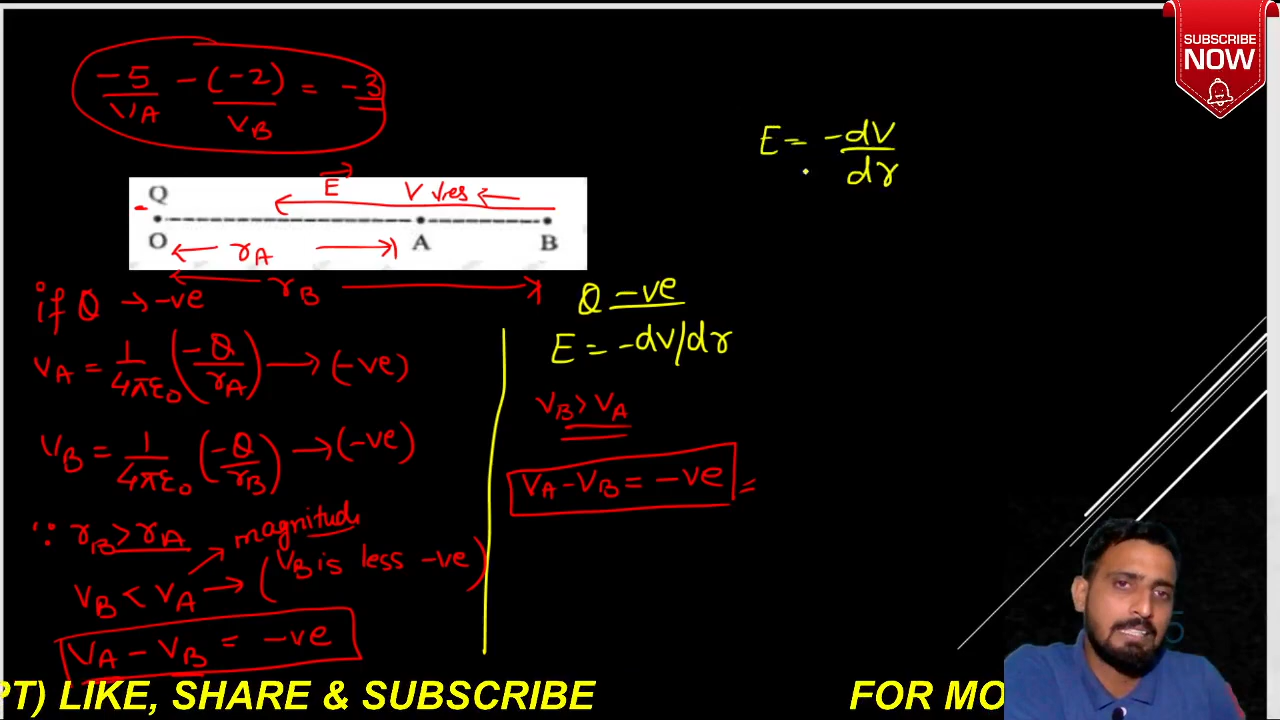 SUBSCRIBE
NOW
-5/VA - (-2)/VB = -3
E = -dV/dr
E
Q
O
A
B
rA
rB
if Q → -ve
VA = 1/4πε0 (-Q/rA) → (-ve)
VB = 1/4πε0 (-Q/rB) → (-ve)
∵ rB > rA
magnitude
VB < VA → (VB is less -ve)
VA - VB = -ve
Q -ve
E = -dV/dr
VB > VA
VA - VB = -ve
=
PT) LIKE, SHARE & SUBSCRIBE FOR MO